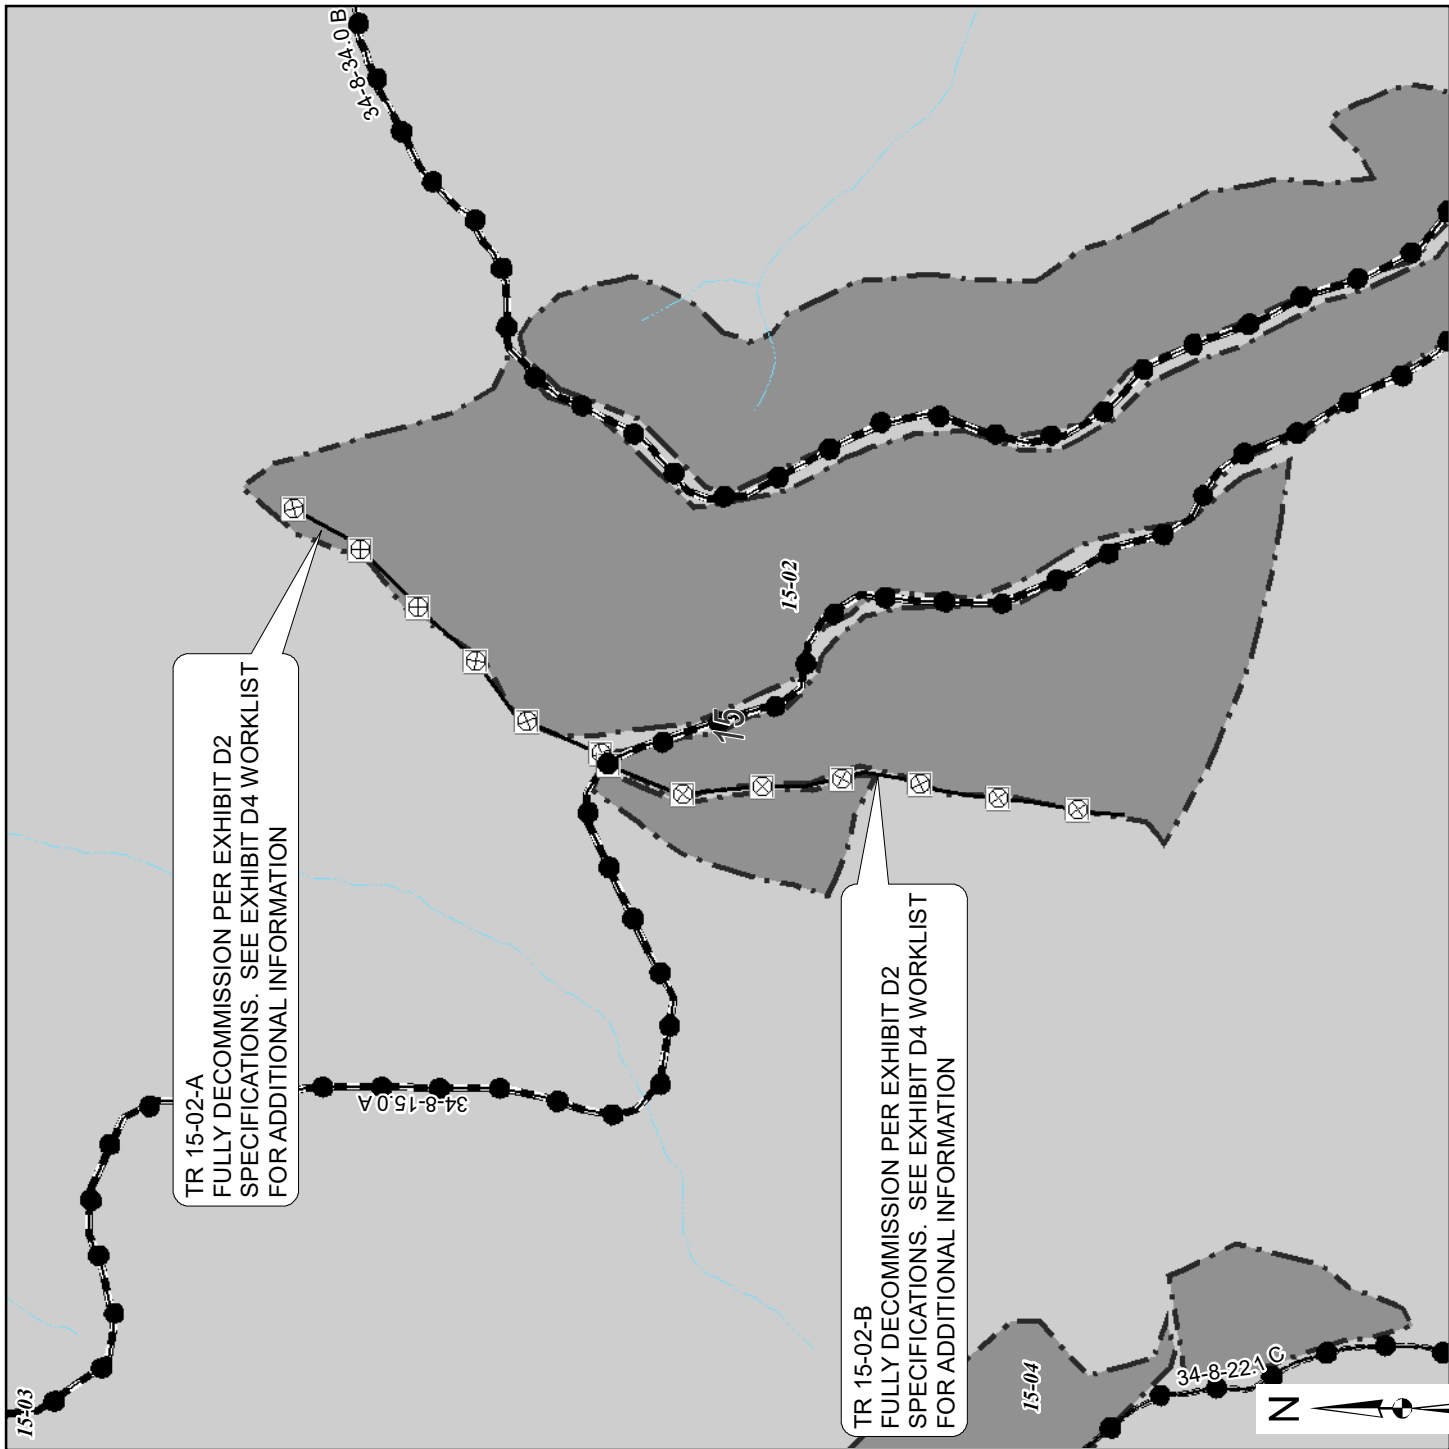 34-8-34.0 B
TR 15-02-A
FULLY DECOMMISSION PER EXHIBIT D2
SPECIFICATIONS.  SEE EXHIBIT D4 WORKLIST
FOR ADDITIONAL INFORMATION
15-02
15
34-8-15.0 A
TR 15-02-B
FULLY DECOMMISSION PER EXHIBIT D2
SPECIFICATIONS.  SEE EXHIBIT D4 WORKLIST
FOR ADDITIONAL INFORMATION
15-03
15-04
34-8-22.1 C
N